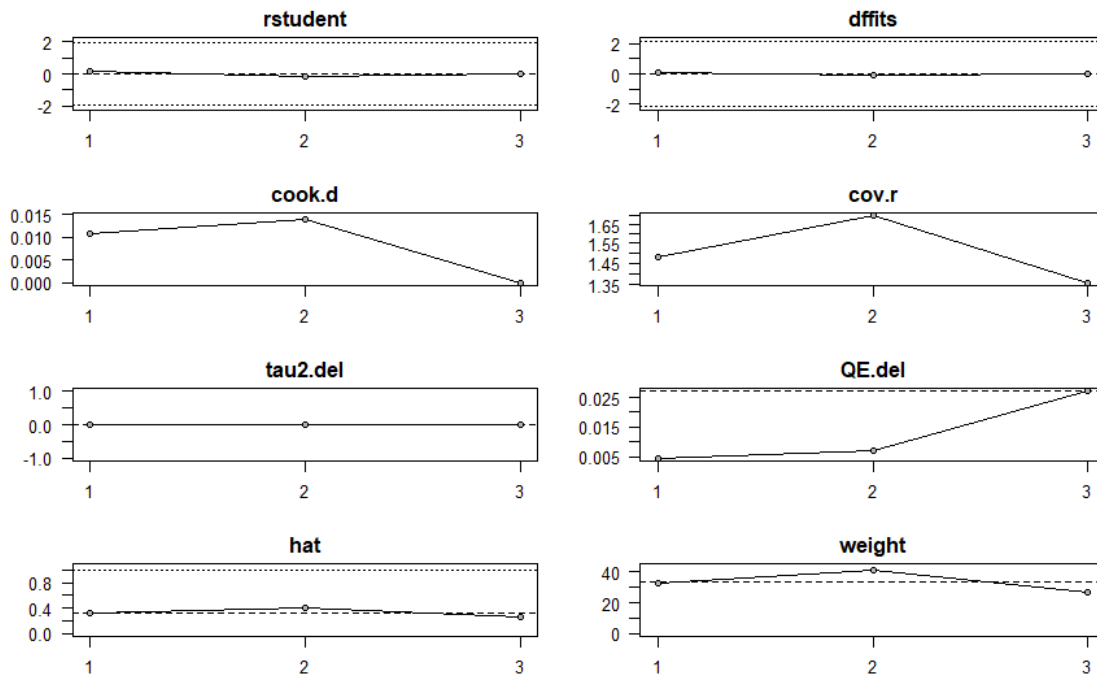 rstudent
2
0
-2
1 2 3
dffits
2
0
-2
1 2 3
cook.d
0.015
0.010
0.005
0.000
1 2 3
cov.r
1.65
1.55
1.45
1.35
1 2 3
tau2.del
1.0
0.0
-1.0
1 2 3
QE.del
0.025
0.015
0.005
1 2 3
hat
0.8
0.4
0.0
1 2 3
weight
40
20
0
1 2 3